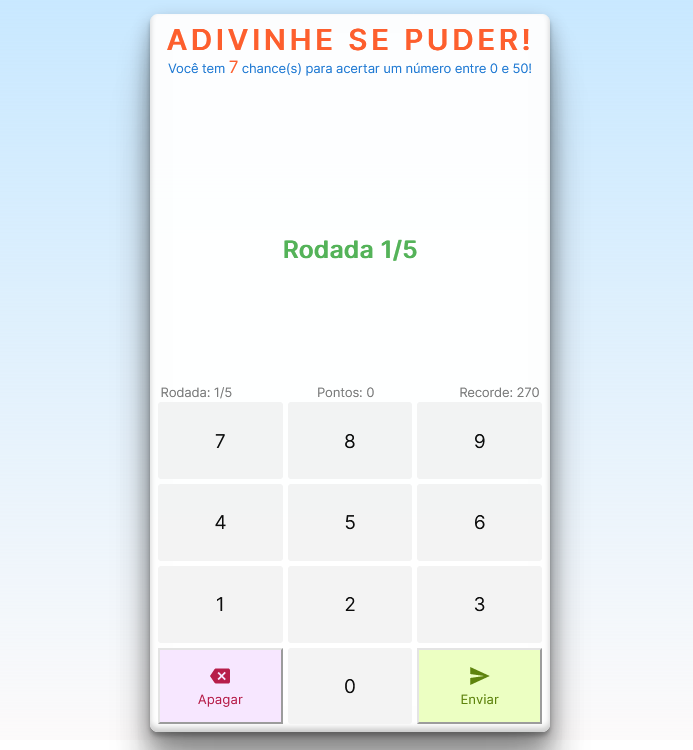 ADIVINHE SE PUDER!
Você tem 7 chance(s) para acertar um número entre 0 e 50!
Rodada 1/5
Rodada: 1/5 Pontos: 0 Recorde: 270
7 8 9
4 5 6
1 2 3
Apagar 0 Enviar